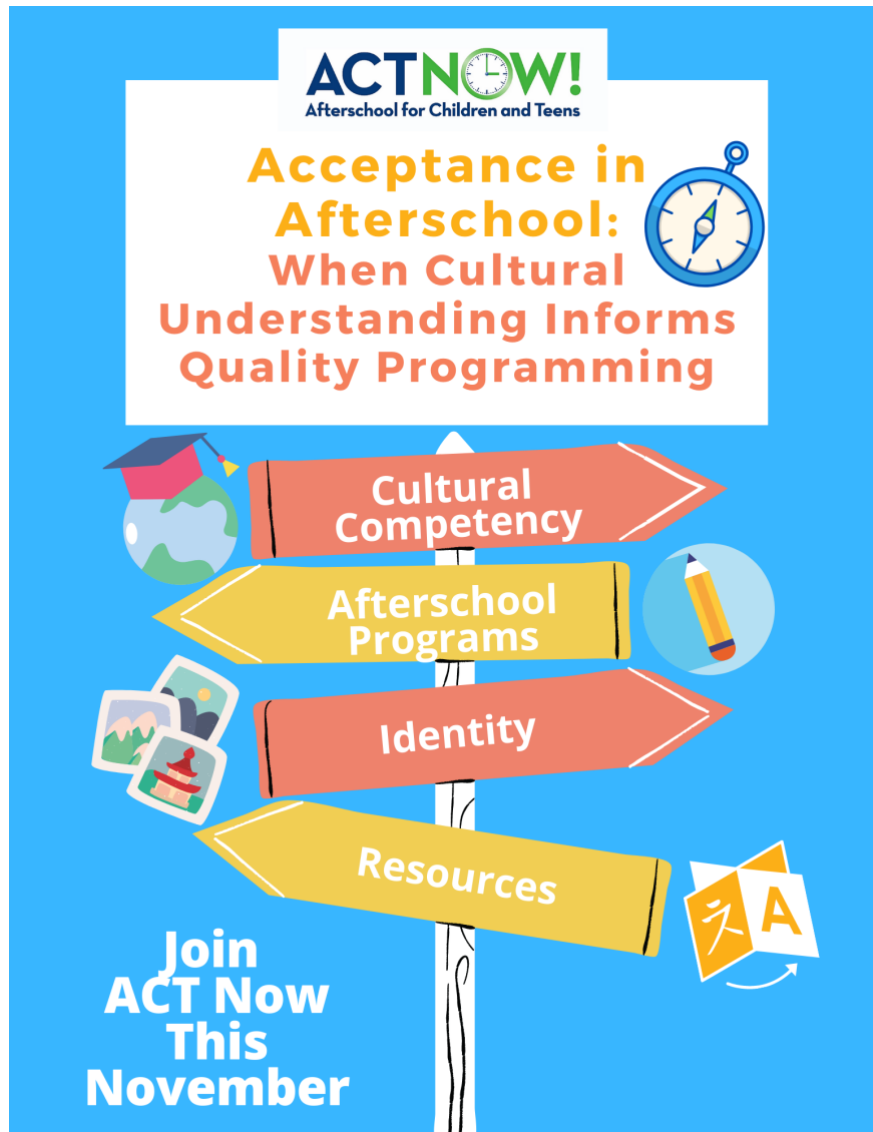 ACTNOW!
Afterschool for Children and Teens
Acceptance in
Afterschool:
When Cultural
Understanding Informs
Quality Programming
Cultural
Competency
Afterschool
Programs
Identity
Resources
A
Join
ACT Now
This
November